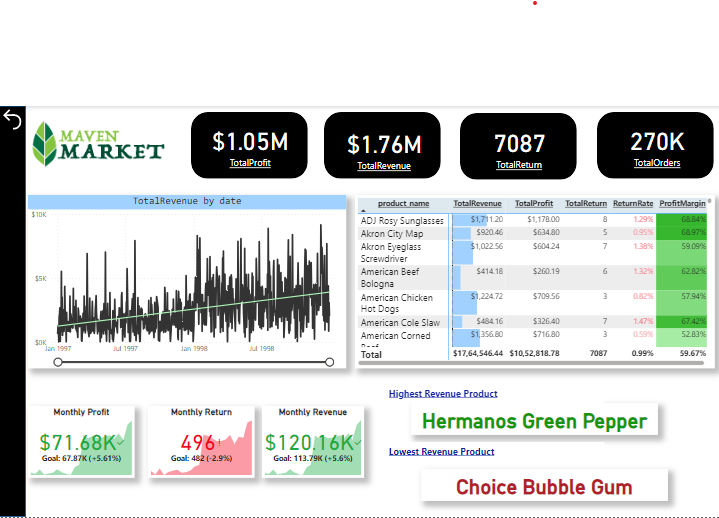 MAVEN
MARKET
$1.05M
TotalProfit
$1.76M
TotalRevenue
7087
TotalReturn
270K
TotalOrders
TotalRevenue by date
$10K
$5K
$0K
Jan 1997 Jul 1997 Jan 1998 Jul 1998
product_name TotalRevenue TotalProfit TotalReturn ReturnRate ProfitMargin
ADJ Rosy Sunglasses $1,711.20 $1,178.00 8 1.29% 68.84%
Akron City Map $920.46 $634.80 5 0.95% 68.97%
Akron Eyeglass
Screwdriver $1,022.56 $604.24 7 1.38% 59.09%
American Beef
Bologna $414.18 $260.19 6 1.32% 62.82%
American Chicken
Hot Dogs $1,224.72 $709.56 3 0.82% 57.94%
American Cole Slaw $484.16 $326.40 7 1.47% 67.42%
American Corned $1,356.80 $716.80 3 0.59% 52.83%
Total $17,64,546.44 $10,52,818.78 7087 0.99% 59.67%
Monthly Profit
$71.68K
Goal: 67.87K (+5.61%)
Monthly Return
496!
Goal: 482 (-2.9%)
Monthly Revenue
$120.16K
Goal: 113.79K (+5.6%)
Highest Revenue Product
Hermanos Green Pepper
Lowest Revenue Product
Choice Bubble Gum